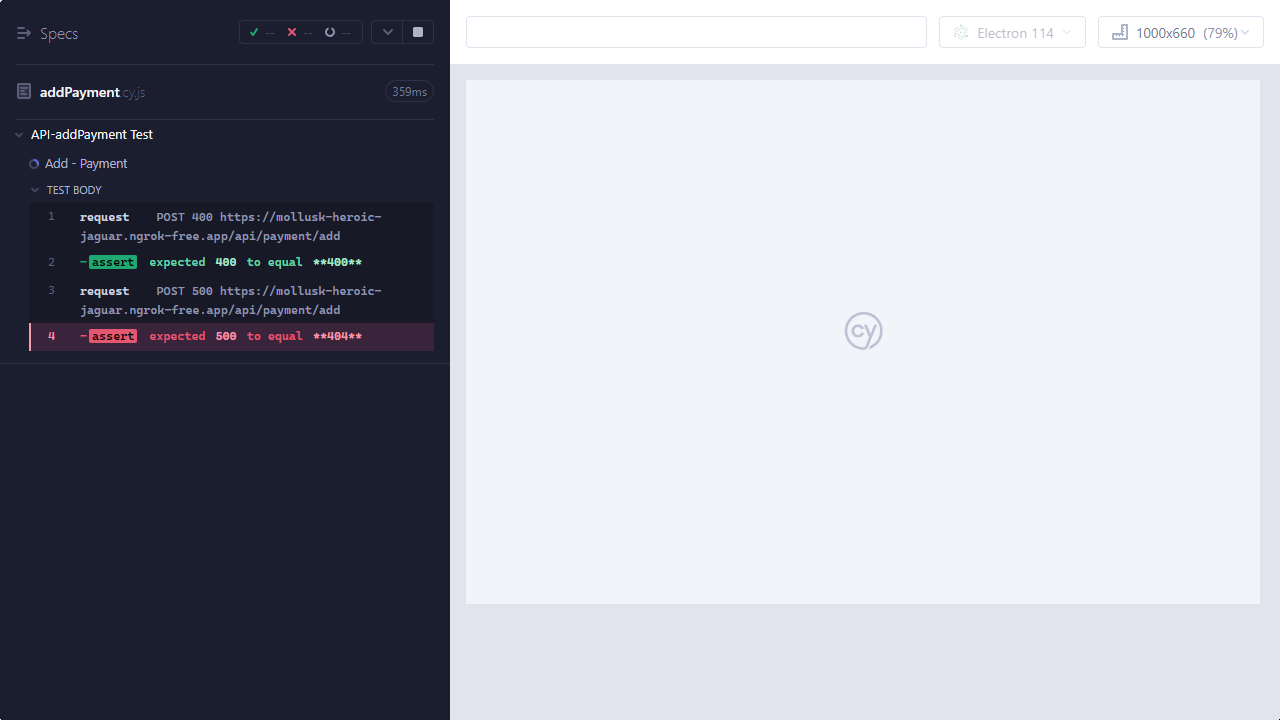 Specs
-- -- --
Electron 114
1000x660 (79%)
addPayment.cy.js
359ms
API-addPayment Test
Add - Payment
TEST BODY
1 request POST 400 https://mollusk-heroic-
jaguar.ngrok-free.app/api/payment/add
2 -assert expected 400 to equal **400**
3 request POST 500 https://mollusk-heroic-
jaguar.ngrok-free.app/api/payment/add
4 -assert expected 500 to equal **404**
cy